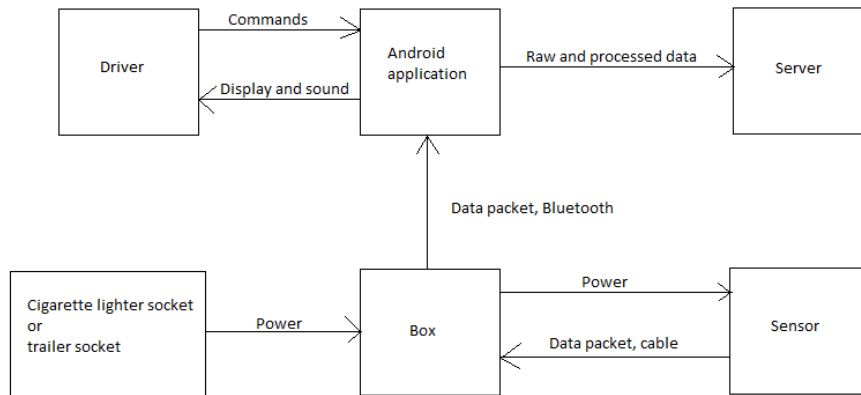 Commands
Driver
Android
application
Raw and processed data
Server
Display and sound
Data packet, Bluetooth
Cigarette lighter socket
or
trailer socket
Power
Box
Power
Sensor
Data packet, cable